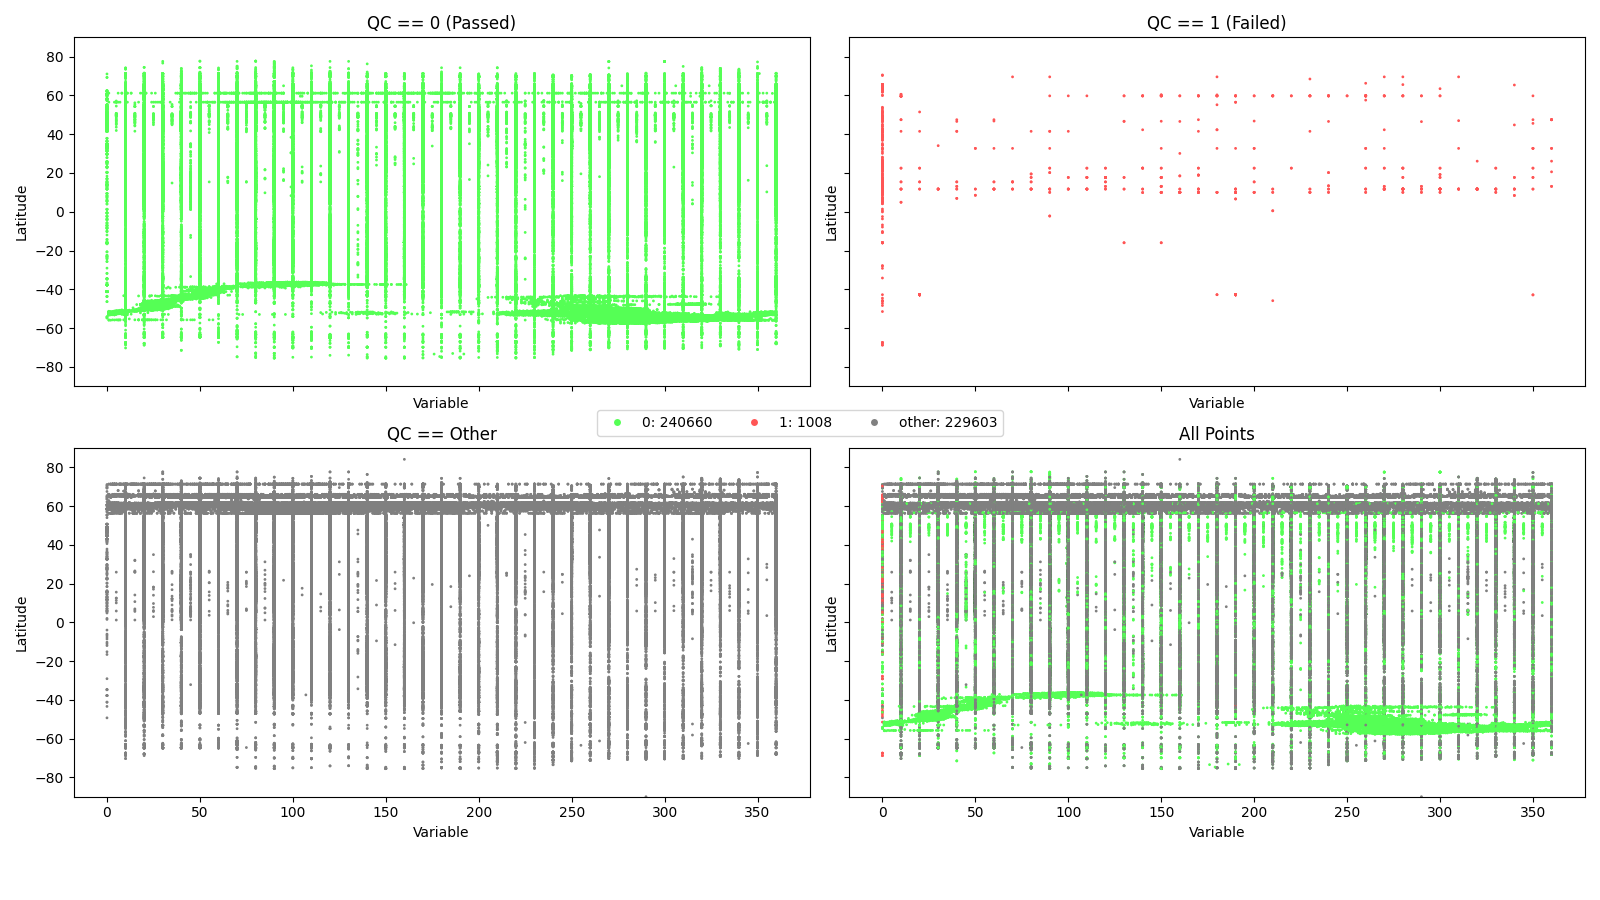 QC == 0 (Passed)
QC == 1 (Failed)
80
60
40
20
0
−20
−40
−60
−80
Latitude
Latitude
Variable
Variable
0: 240660
1: 1008
other: 229603
QC == Other
All Points
80
60
40
20
0
−20
−40
−60
−80
Latitude
Latitude
0 50 100 150 200 250 300 350
0 50 100 150 200 250 300 350
Variable
Variable